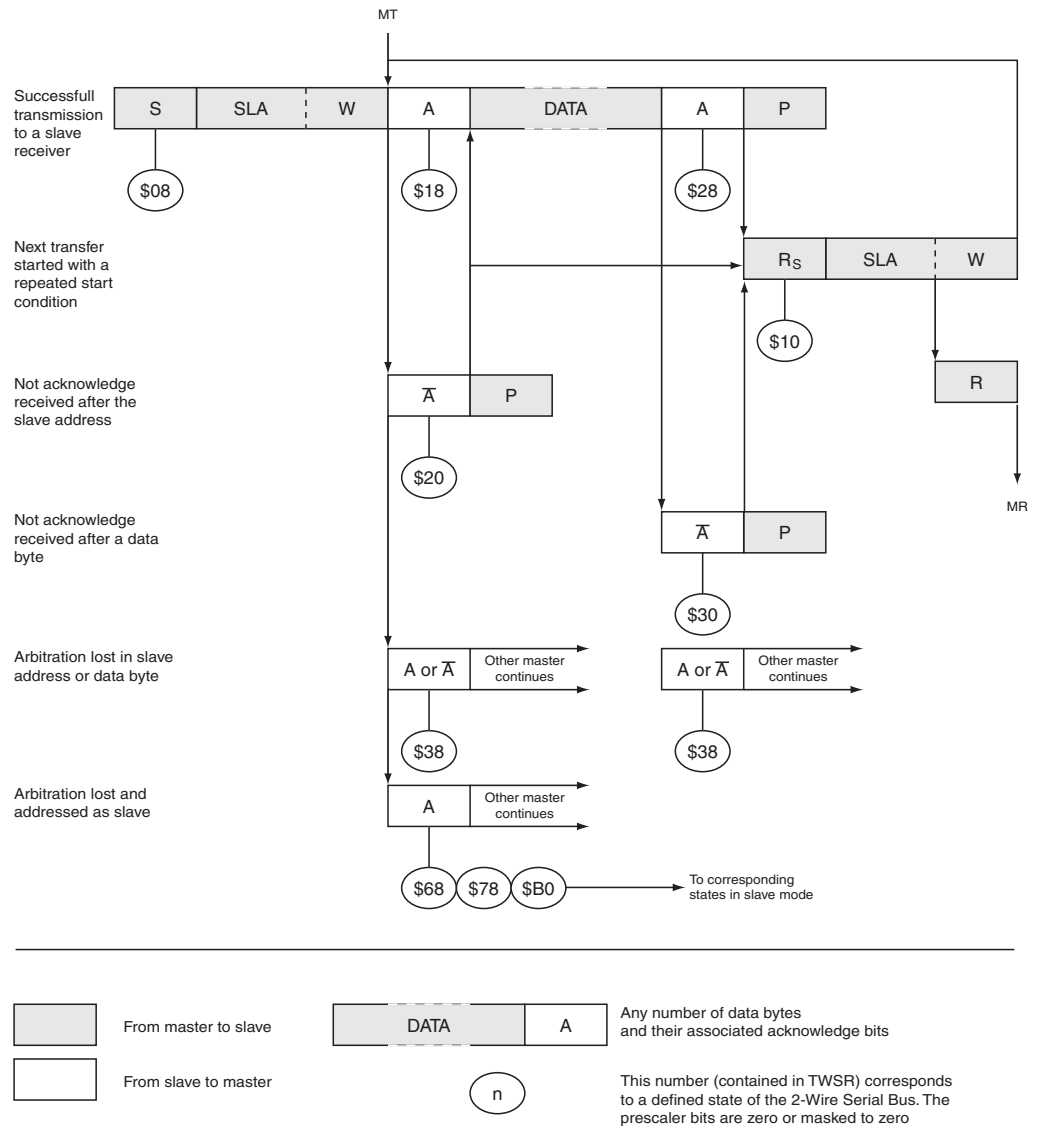 MT
Successfull
transmission
to a slave
receiver
S SLA W A DATA A P
$08 $18 $28
Next transfer
started with a
repeated start
condition
RS SLA W
$10
Not acknowledge
received after the
slave address
A̅ P
R
$20
MR
Not acknowledge
received after a data
byte
A̅ P
$30
Arbitration lost in slave
address or data byte
A or A̅ Other master
continues
A or A̅ Other master
continues
$38 $38
Arbitration lost and
addressed as slave
A Other master
continues
$68 $78 $B0
To corresponding
states in slave mode
From master to slave
DATA A
Any number of data bytes
and their associated acknowledge bits
From slave to master
n
This number (contained in TWSR) corresponds
to a defined state of the 2-Wire Serial Bus. The
prescaler bits are zero or masked to zero